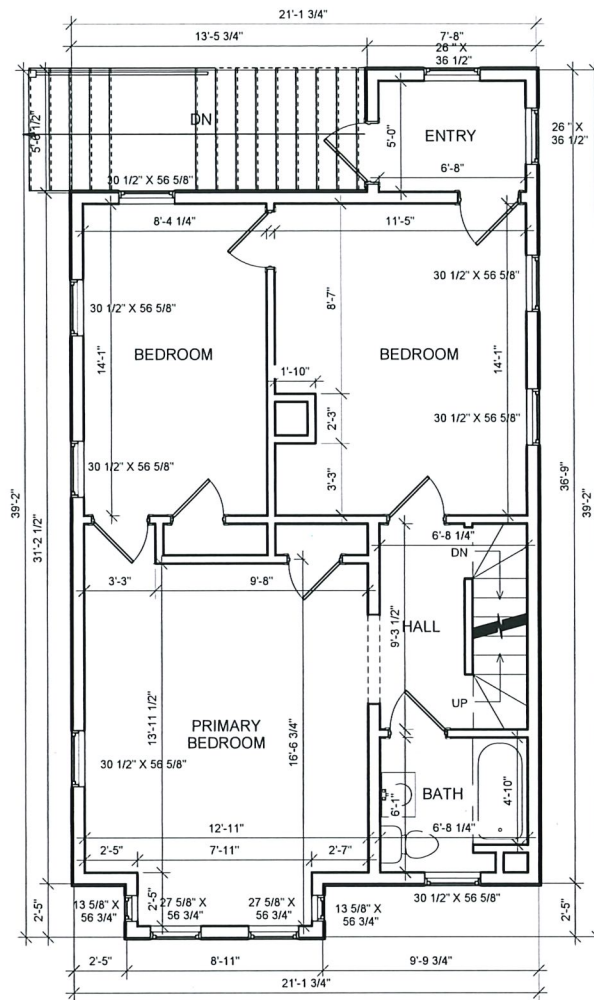 21'-1 3/4"
13'-5 3/4"
7'-8"
26 " X
36 1/2"
DN
5'-6 1/2"
ENTRY
5'-0"
6'-8"
26 " X
36 1/2"
30 1/2" X 56 5/8"
8'-4 1/4"
11'-5"
30 1/2" X 56 5/8"
30 1/2" X 56 5/8"
8'-7"
BEDROOM
BEDROOM
14'-1"
14'-1"
1'-10"
2'-3"
30 1/2" X 56 5/8"
30 1/2" X 56 5/8"
3'-3"
39'-2"
31'-2 1/2"
36'-9"
39'-2"
6'-8 1/4"
DN
3'-3"
9'-8"
9'-3 1/2"
HALL
UP
13'-11 1/2"
PRIMARY
BEDROOM
16'-6 3/4"
30 1/2" X 56 5/8"
BATH
6'-1"
4'-10"
12'-11"
6'-8 1/4"
2'-5"
7'-11"
2'-7"
2'-5"
13 5/8" X
56 3/4"
2'-5"
27 5/8" X
56 3/4"
27 5/8" X
56 3/4"
13 5/8" X
56 3/4"
30 1/2" X 56 5/8"
2'-5"
2'-5"
8'-11"
9'-9 3/4"
21'-1 3/4"